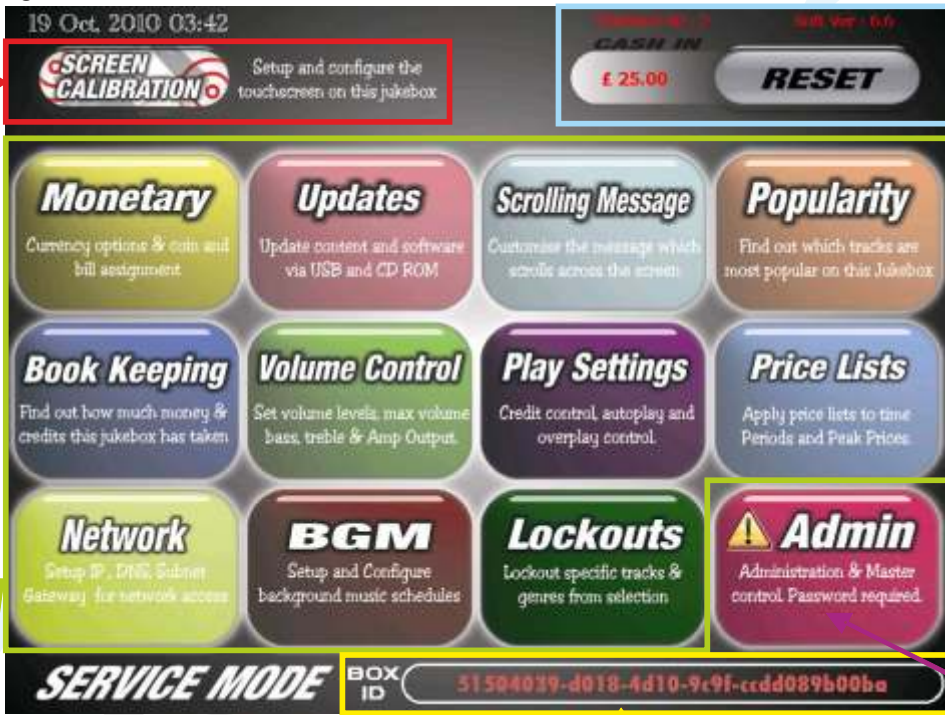 19 Oct, 2010 03:42
Soft Ver - 6.6
CASH IN
SCREEN
CALIBRATION
Setup and configure the
touchscreen on this jukebox
£ 25.00
RESET
Monetary
Currency options & coin and
bill assignment
Updates
Update content and software
via USB and CD ROM
Scrolling Message
Customise the message which
scrolls across the screen
Popularity
Find out which tracks are
most popular on this Jukebox
Book Keeping
Find out how much money &
credits this jukebox has taken
Volume Control
Set volume levels, max volume
bass, treble & Amp Output.
Play Settings
Credit control, autoplay and
overplay control.
Price Lists
Apply price lists to time
Periods and Peak Prices.
Network
Setup IP, DNS, Subnet
Gateway for network access
BGM
Setup and Configure
background music schedules
Lockouts
Lockout specific tracks &
genres from selection
Admin
Administration & Master
control. Password required.
SERVICE MODE
BOX
ID
51504039-d018-4d10-9c9f-ccdd089b00ba